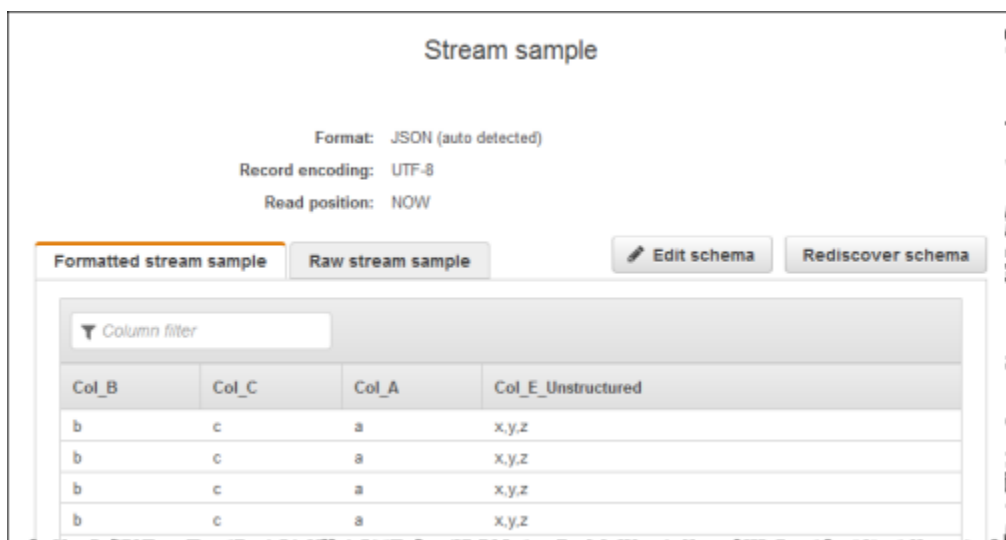 Stream sample
Format: JSON (auto detected)
Record encoding: UTF-8
Read position: NOW
Formatted stream sample Raw stream sample Edit schema Rediscover schema
Column filter
Col_B Col_C Col_A Col_E_Unstructured
b c a x,y,z
b c a x,y,z
b c a x,y,z
b c a x,y,z